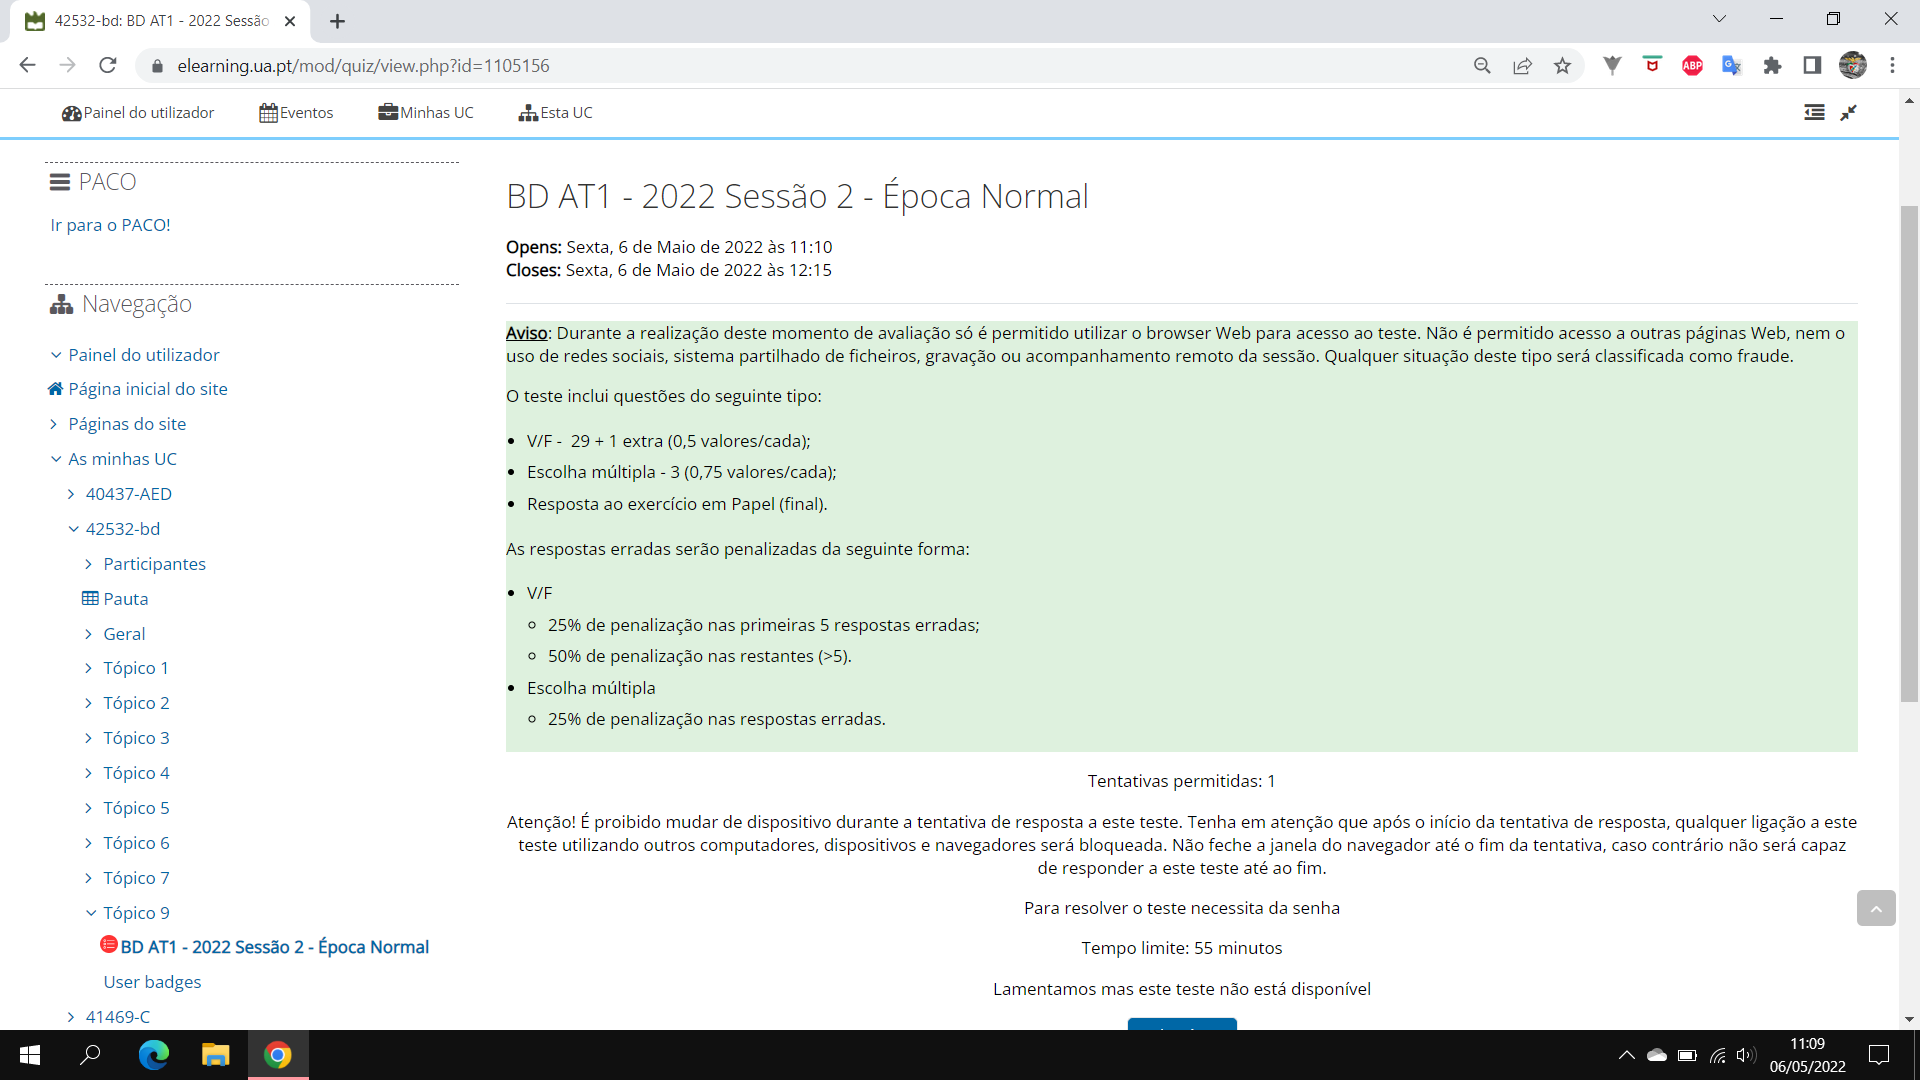 42532-bd: BD AT1 - 2022 Sessão
elearning.ua.pt/mod/quiz/view.php?id=1105156
ABP
Painel do utilizador
Eventos
Minhas UC
Esta UC
PACO
Ir para o PACO!
Navegação
Painel do utilizador
Página inicial do site
Páginas do site
As minhas UC
40437-AED
42532-bd
Participantes
Pauta
Geral
Tópico 1
Tópico 2
Tópico 3
Tópico 4
Tópico 5
Tópico 6
Tópico 7
Tópico 9
BD AT1 - 2022 Sessão 2 - Época Normal
User badges
41469-C
BD AT1 - 2022 Sessão 2 - Época Normal
Opens: Sexta, 6 de Maio de 2022 às 11:10
Closes: Sexta, 6 de Maio de 2022 às 12:15
Aviso: Durante a realização deste momento de avaliação só é permitido utilizar o browser Web para acesso ao teste. Não é permitido acesso a outras páginas Web, nem o
uso de redes sociais, sistema partilhado de ficheiros, gravação ou acompanhamento remoto da sessão. Qualquer situação deste tipo será classificada como fraude.
O teste inclui questões do seguinte tipo:
V/F - 29 + 1 extra (0,5 valores/cada);
Escolha múltipla - 3 (0,75 valores/cada);
Resposta ao exercício em Papel (final).
As respostas erradas serão penalizadas da seguinte forma:
V/F
25% de penalização nas primeiras 5 respostas erradas;
50% de penalização nas restantes (>5).
Escolha múltipla
25% de penalização nas respostas erradas.
Tentativas permitidas: 1
Atenção! É proibido mudar de dispositivo durante a tentativa de resposta a este teste. Tenha em atenção que após o início da tentativa de resposta, qualquer ligação a este
teste utilizando outros computadores, dispositivos e navegadores será bloqueada. Não feche a janela do navegador até o fim da tentativa, caso contrário não será capaz
de responder a este teste até ao fim.
Para resolver o teste necessita da senha
Tempo limite: 55 minutos
Lamentamos mas este teste não está disponível
11:09
06/05/2022